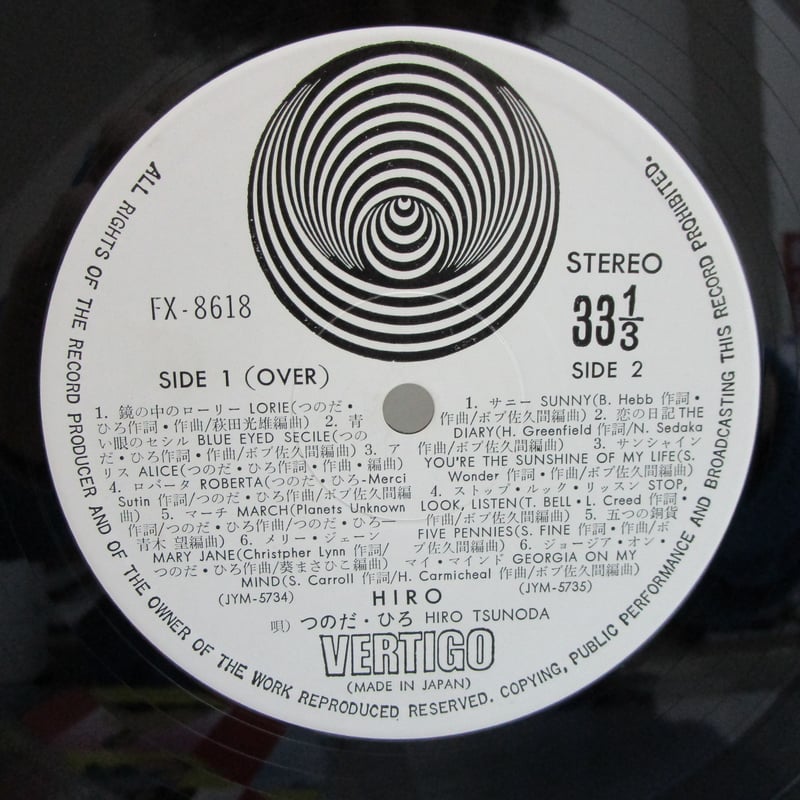 ALL RIGHTS OF THE RECORD PRODUCER AND OF THE OWNER OF THE WORK REPRODUCED RESERVED. COPYING, PUBLIC PERFORMANCE AND BROADCASTING THIS RECORD PROHIBITED.
FX-8618
STEREO
33 1/3
SIDE 1 (OVER)
SIDE 2
1. 鏡の中のローリー LORIE(つのだ・
ひろ作詞・作曲/萩田光雄編曲) 2. 青
い眼のセシル BLUE EYED SECILE(つの
だ・ひろ作詞・作曲/ボブ佐久間編曲) 3. ア
リス ALICE(つのだ・ひろ作詞・作曲・編曲)
4. ロバータ ROBERTA(つのだ・ひろ-Merci
Sutin 作詞/つのだ・ひろ作曲/ボブ佐久間編
曲) 5. マーチ MARCH(Planets Unknown
作詞/つのだ・ひろ作曲/つのだ・ひろ—
青木 望編曲) 6. メリー・ジェーン
MARY JANE(Christpher Lynn 作詞/
つのだ・ひろ作曲/葵まさひこ編曲)
(JYM-5734)
1. サニー SUNNY(B. Hebb 作詞・
作曲/ボブ佐久間編曲) 2. 恋の日記 THE
DIARY(H. Greenfield 作詞/N. Sedaka
作曲/ボブ佐久間編曲) 3. サンシャイン
YOU'RE THE SUNSHINE OF MY LIFE(S.
Wonder 作詞・作曲/ボブ佐久間編曲)
4. ストップ・ルック・リッスン STOP,
LOOK, LISTEN(T. BELL・L. Creed 作詞・
作曲/ボブ佐久間編曲) 5. 五つの銅貨
FIVE PENNIES(S. FINE 作詞・作曲/ボ
ブ佐久間編曲) 6. ジョージア・オン・
マイ・マインド GEORGIA ON MY
MIND(S. Carroll 作詞/H. Carmicheal 作曲/ボブ佐久間編曲)
(JYM-5735)
HIRO
唄) つのだ・ひろ HIRO TSUNODA
VERTIGO
(MADE IN JAPAN)